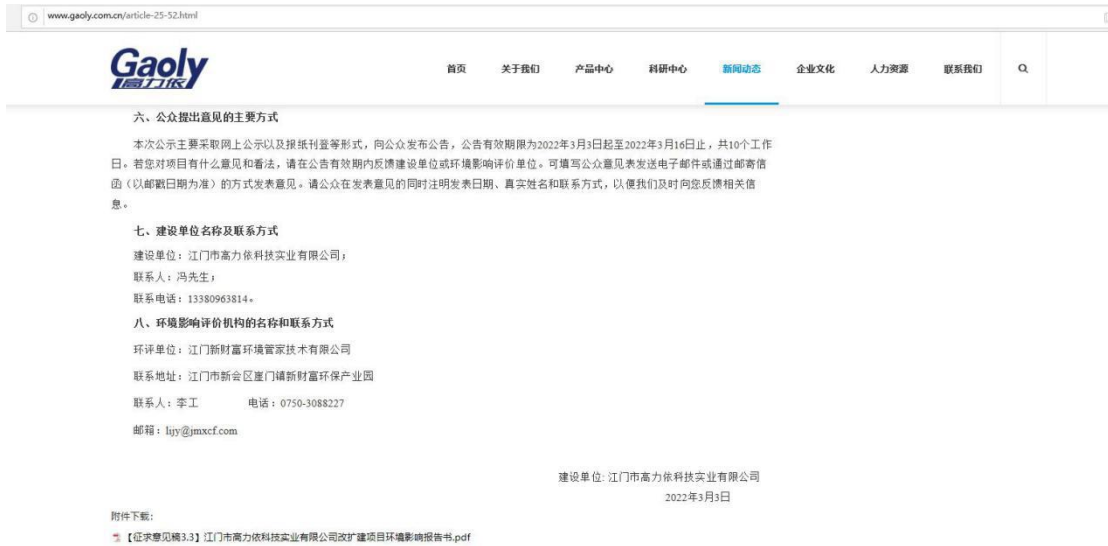 www.gaoly.com.cn/article-25-52.html
Gaoly
高力依
首页 关于我们 产品中心 科研中心 新闻动态 企业文化 人力资源 联系我们
六、公众提出意见的主要方式
本次公示主要采取网上公示以及报纸刊登等形式，向公众发布公告，公告有效期限为2022年3月3日起至2022年3月16日止，共10个工作
日。若您对项目有什么意见和看法，请在公告有效期内反馈建设单位或环境影响评价单位。可填写公众意见表发送电子邮件或通过邮寄信
函（以邮戳日期为准）的方式发表意见。请公众在发表意见的同时注明发表日期、真实姓名和联系方式，以便我们及时向您反馈相关信
息。
七、建设单位名称及联系方式
建设单位：江门市高力依科技实业有限公司；
联系人：冯先生；
联系电话：13380963814。
八、环境影响评价机构的名称和联系方式
环评单位：江门新财富环境管家技术有限公司
联系地址：江门市新会区崖门镇新财富环保产业园
联系人：李工 电话：0750-3088227
邮箱：lijy@jmxcf.com
建设单位: 江门市高力依科技实业有限公司
2022年3月3日
附件下载:
【征求意见稿3.3】江门市高力依科技实业有限公司改扩建项目环境影响报告书.pdf